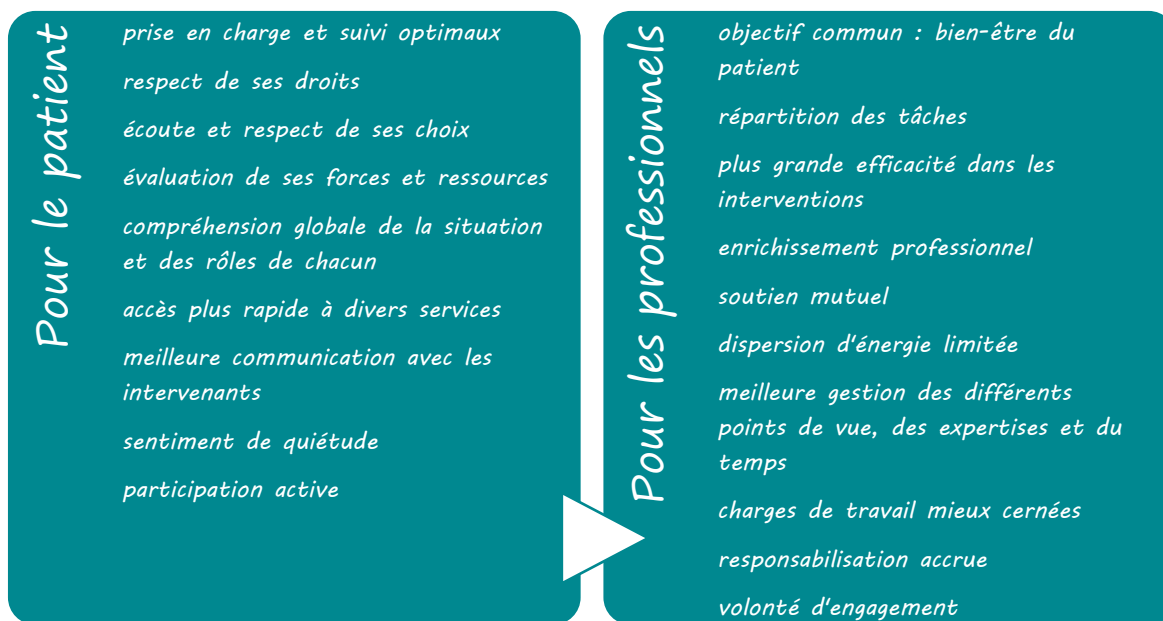 Pour le patient
prise en charge et suivi optimaux
respect de ses droits
écoute et respect de ses choix
évaluation de ses forces et ressources
compréhension globale de la situation
et des rôles de chacun
accès plus rapide à divers services
meilleure communication avec les
intervenants
sentiment de quiétude
participation active
Pour les professionnels
objectif commun : bien-être du
patient
répartition des tâches
plus grande efficacité dans les
interventions
enrichissement professionnel
soutien mutuel
dispersion d'énergie limitée
meilleure gestion des différents
points de vue, des expertises et du
temps
charges de travail mieux cernées
responsabilisation accrue
volonté d'engagement